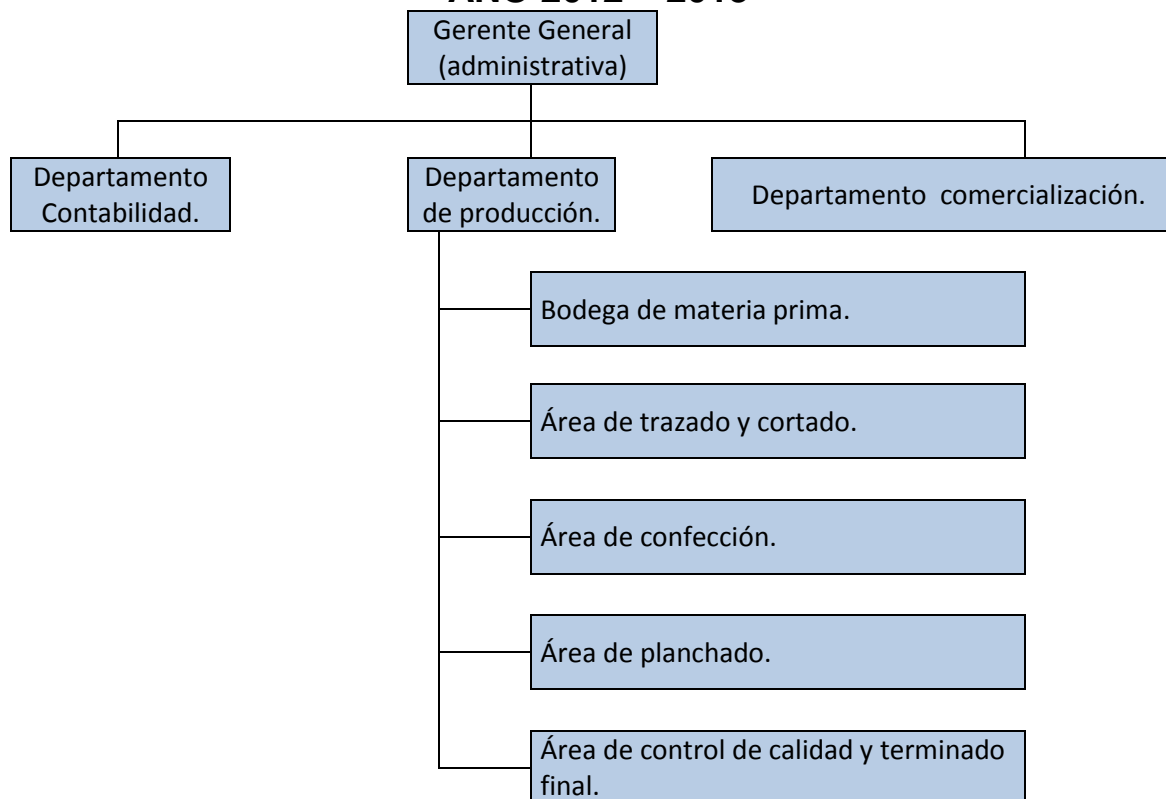 Gerente General
(administrativa)
Departamento
Contabilidad.
Departamento
de producción.
Departamento comercialización.
Bodega de materia prima.
Área de trazado y cortado.
Área de confección.
Área de planchado.
Área de control de calidad y terminado
final.